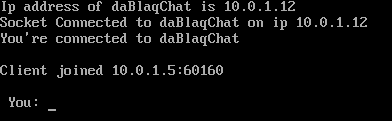 Ip address of daBlaqChat is 10.0.1.12
Socket Connected to daBlaqChat on ip 10.0.1.12
You're connected to daBlaqChat
Client joined 10.0.1.5:60160
You: _